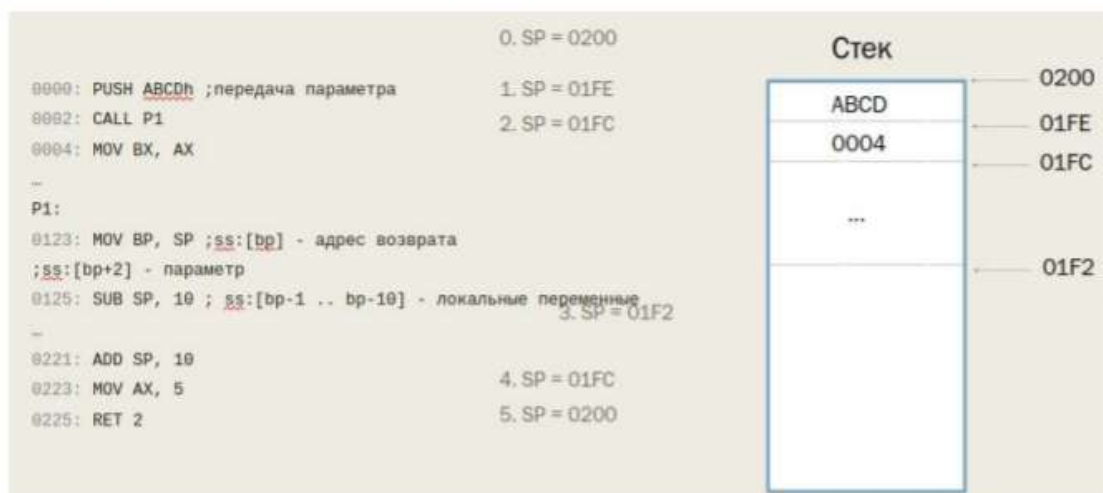 0. SP = 0200
Стек
0000: PUSH ABCDh ;передача параметра
1. SP = 01FE
0002: CALL P1
2. SP = 01FC
0004: MOV BX, AX
…
P1:
0123: MOV BP, SP ;ss:[bp] - адрес возврата
;ss:[bp+2] - параметр
0125: SUB SP, 10 ; ss:[bp-1 .. bp-10] - локальные переменные
3. SP = 01F2
…
0221: ADD SP, 10
0223: MOV AX, 5
4. SP = 01FC
0225: RET 2
5. SP = 0200
0200
ABCD
01FE
0004
01FC
...
01F2